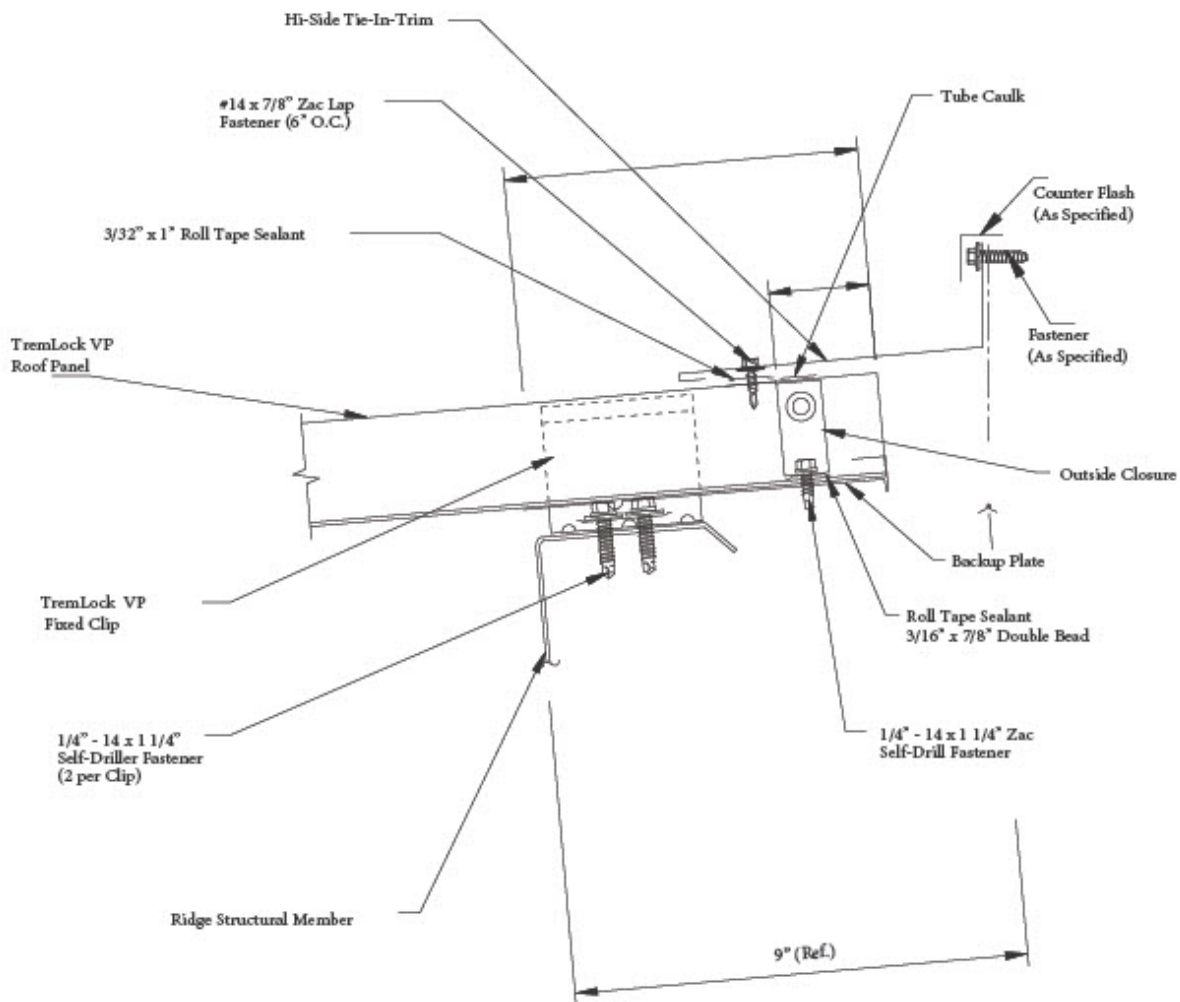 Hi-Side Tie-In-Trim
#14 x 7/8" Zac Lap
Fastener (6" O.C.)
Tube Caulk
Counter Flash
(As Specified)
3/32" x 1" Roll Tape Sealant
Fastener
(As Specified)
TremLock VP
Roof Panel
Outside Closure
Backup Plate
TremLock VP
Fixed Clip
Roll Tape Sealant
3/16" x 7/8" Double Bead
1/4" - 14 x 1 1/4"
Self-Driller Fastener
(2 per Clip)
1/4" - 14 x 1 1/4" Zac
Self-Drill Fastener
Ridge Structural Member
9" (Ref.)